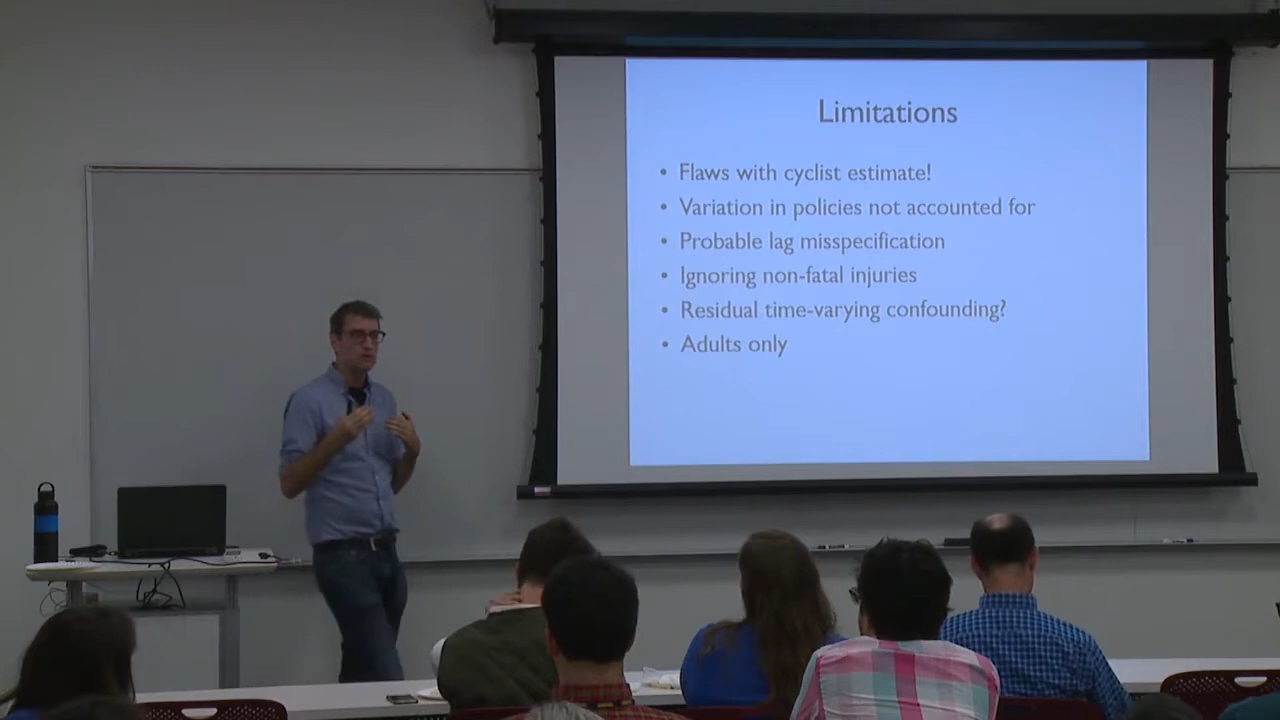 Limitations
• Flaws with cyclist estimate!
• Variation in policies not accounted for
• Probable lag misspecification
• Ignoring non-fatal injuries
• Residual time-varying confounding?
• Adults only